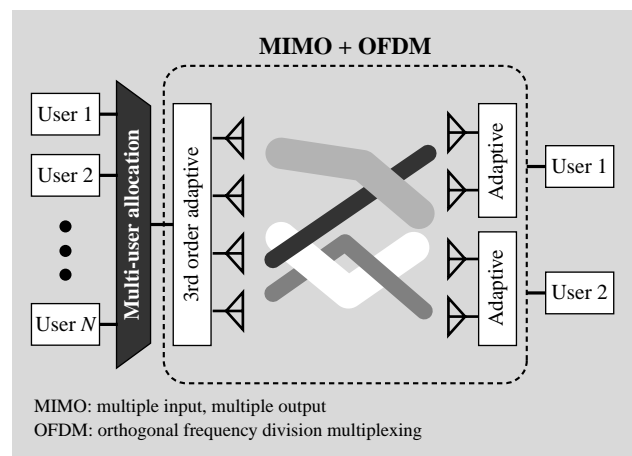 MIMO + OFDM
User 1
User 2
User N
Multi-user allocation
3rd order adaptive
Adaptive
Adaptive
User 1
User 2
MIMO: multiple input, multiple output
OFDM: orthogonal frequency division multiplexing